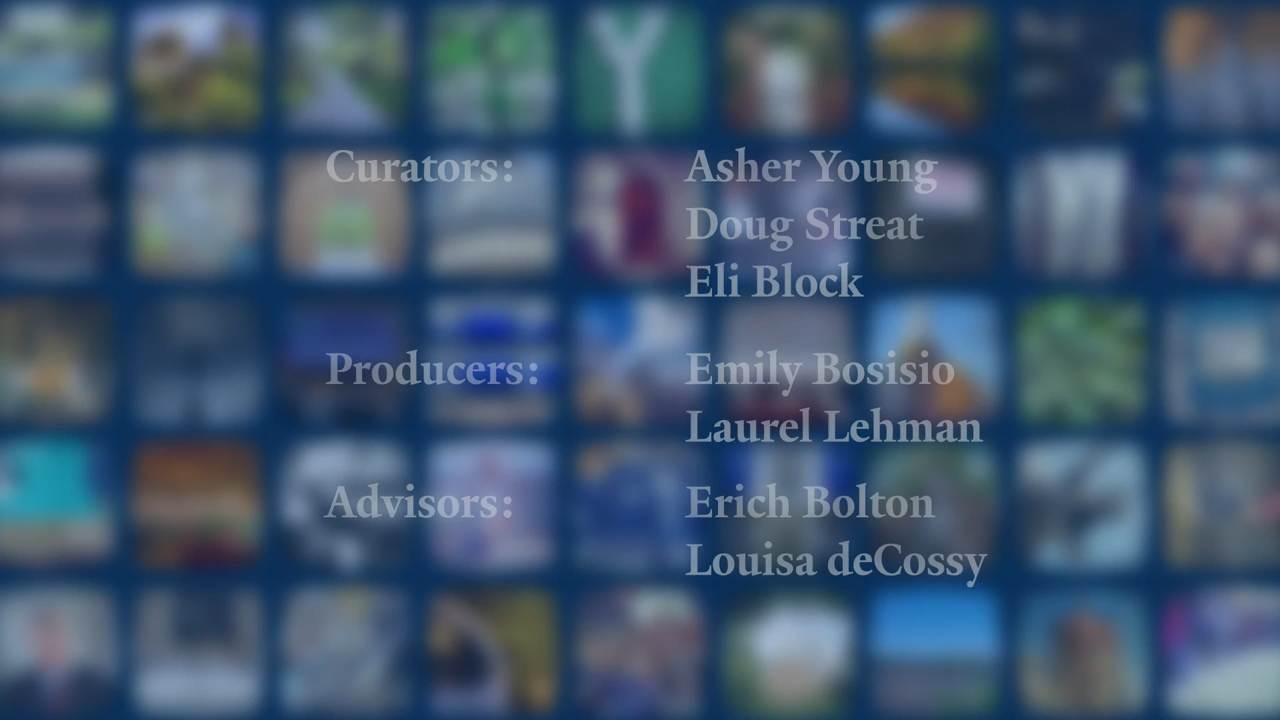 Y
Curators: Asher Young
Doug Streat
Eli Block
Producers: Emily Bosisio
Laurel Lehman
Advisors: Erich Bolton
Louisa deCossy